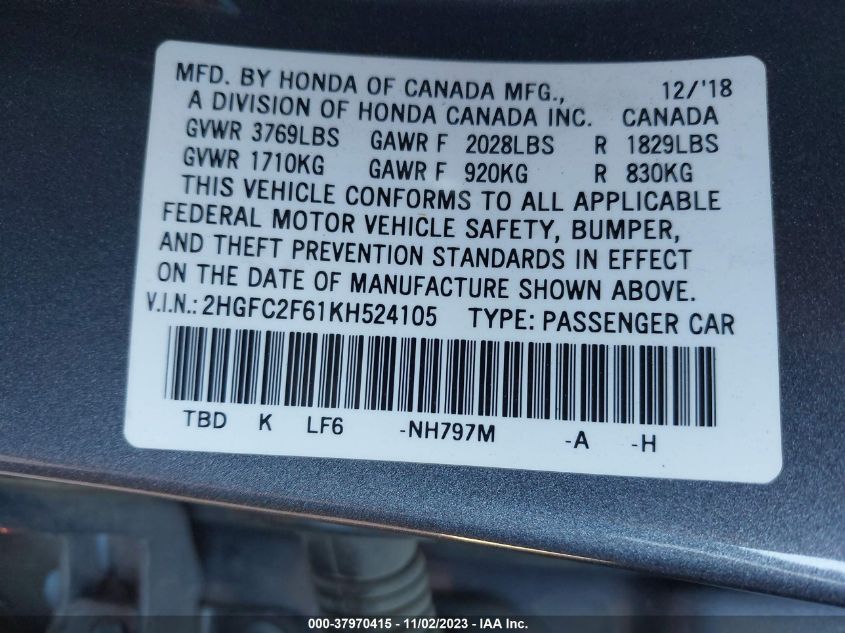 MFD. BY HONDA OF CANADA MFG., 12/'18
A DIVISION OF HONDA CANADA INC. CANADA
GVWR 3769LBS GAWR F 2028LBS R 1829LBS
GVWR 1710KG GAWR F 920KG R 830KG
THIS VEHICLE CONFORMS TO ALL APPLICABLE
FEDERAL MOTOR VEHICLE SAFETY, BUMPER,
AND THEFT PREVENTION STANDARDS IN EFFECT
ON THE DATE OF MANUFACTURE SHOWN ABOVE.
V.I.N.: 2HGFC2F61KH524105 TYPE: PASSENGER CAR
TBD K LF6 -NH797M -A -H
000-37970415 - 11/02/2023 - IAA Inc.